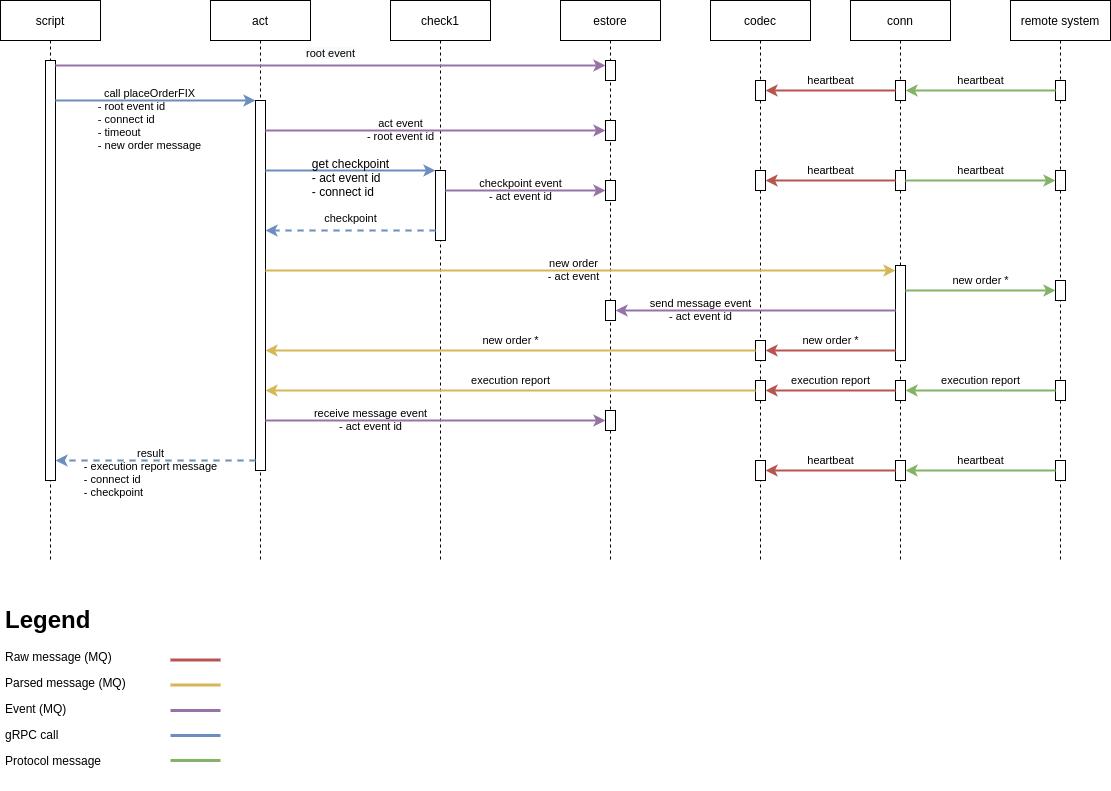 script
act
check1
estore
codec
conn
remote system
root event
heartbeat
heartbeat
call placeOrderFIX
- root event id
- connect id
- timeout
- new order message
act event
- root event id
get checkpoint
- act event id
- connect id
checkpoint event
- act event id
heartbeat
heartbeat
checkpoint
new order
- act event
new order *
send message event
- act event id
new order *
new order *
execution report
execution report
execution report
receive message event
- act event id
result
- execution report message
- connect id
- checkpoint
heartbeat
heartbeat
Legend
Raw message (MQ)
Parsed message (MQ)
Event (MQ)
gRPC call
Protocol message